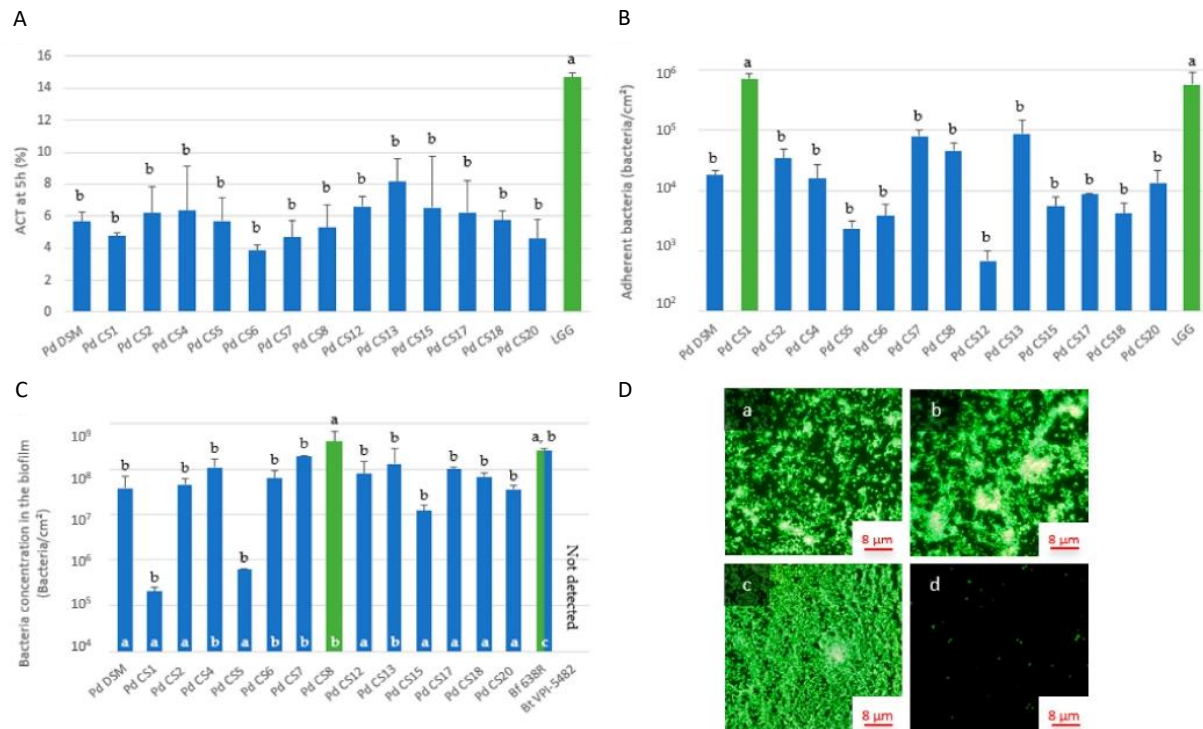 A
ACT at 5h (%)
16
14
12
10
8
6
4
2
0
b
b
b
b
b
b
b
b
b
b
b
b
b
b
a
Pd DSM
Pd CS1
Pd CS2
Pd CS4
Pd CS5
Pd CS6
Pd CS7
Pd CS8
Pd CS12
Pd CS13
Pd CS15
Pd CS17
Pd CS18
Pd CS20
LGG
B
Adherent bacteria (bacteria/cm²)
10⁶
10⁵
10⁴
10³
10²
b
a
b
b
b
b
b
b
b
b
b
b
b
b
a
Pd DSM
Pd CS1
Pd CS2
Pd CS4
Pd CS5
Pd CS6
Pd CS7
Pd CS8
Pd CS12
Pd CS13
Pd CS15
Pd CS17
Pd CS18
Pd CS20
LGG
C
Bacteria concentration in the biofilm
(Bacteria/cm²)
10⁹
10⁸
10⁷
10⁶
10⁵
10⁴
b
b
b
b
b
b
b
a
b
b
b
b
b
b
a, b
Not detected
a
a
a
b
a
b
b
b
a
b
a
a
a
a
c
Pd DSM
Pd CS1
Pd CS2
Pd CS4
Pd CS5
Pd CS6
Pd CS7
Pd CS8
Pd CS12
Pd CS13
Pd CS15
Pd CS17
Pd CS18
Pd CS20
Bf 638R
Bt VPI-5482
D
a
8 µm
b
8 µm
c
8 µm
d
8 µm